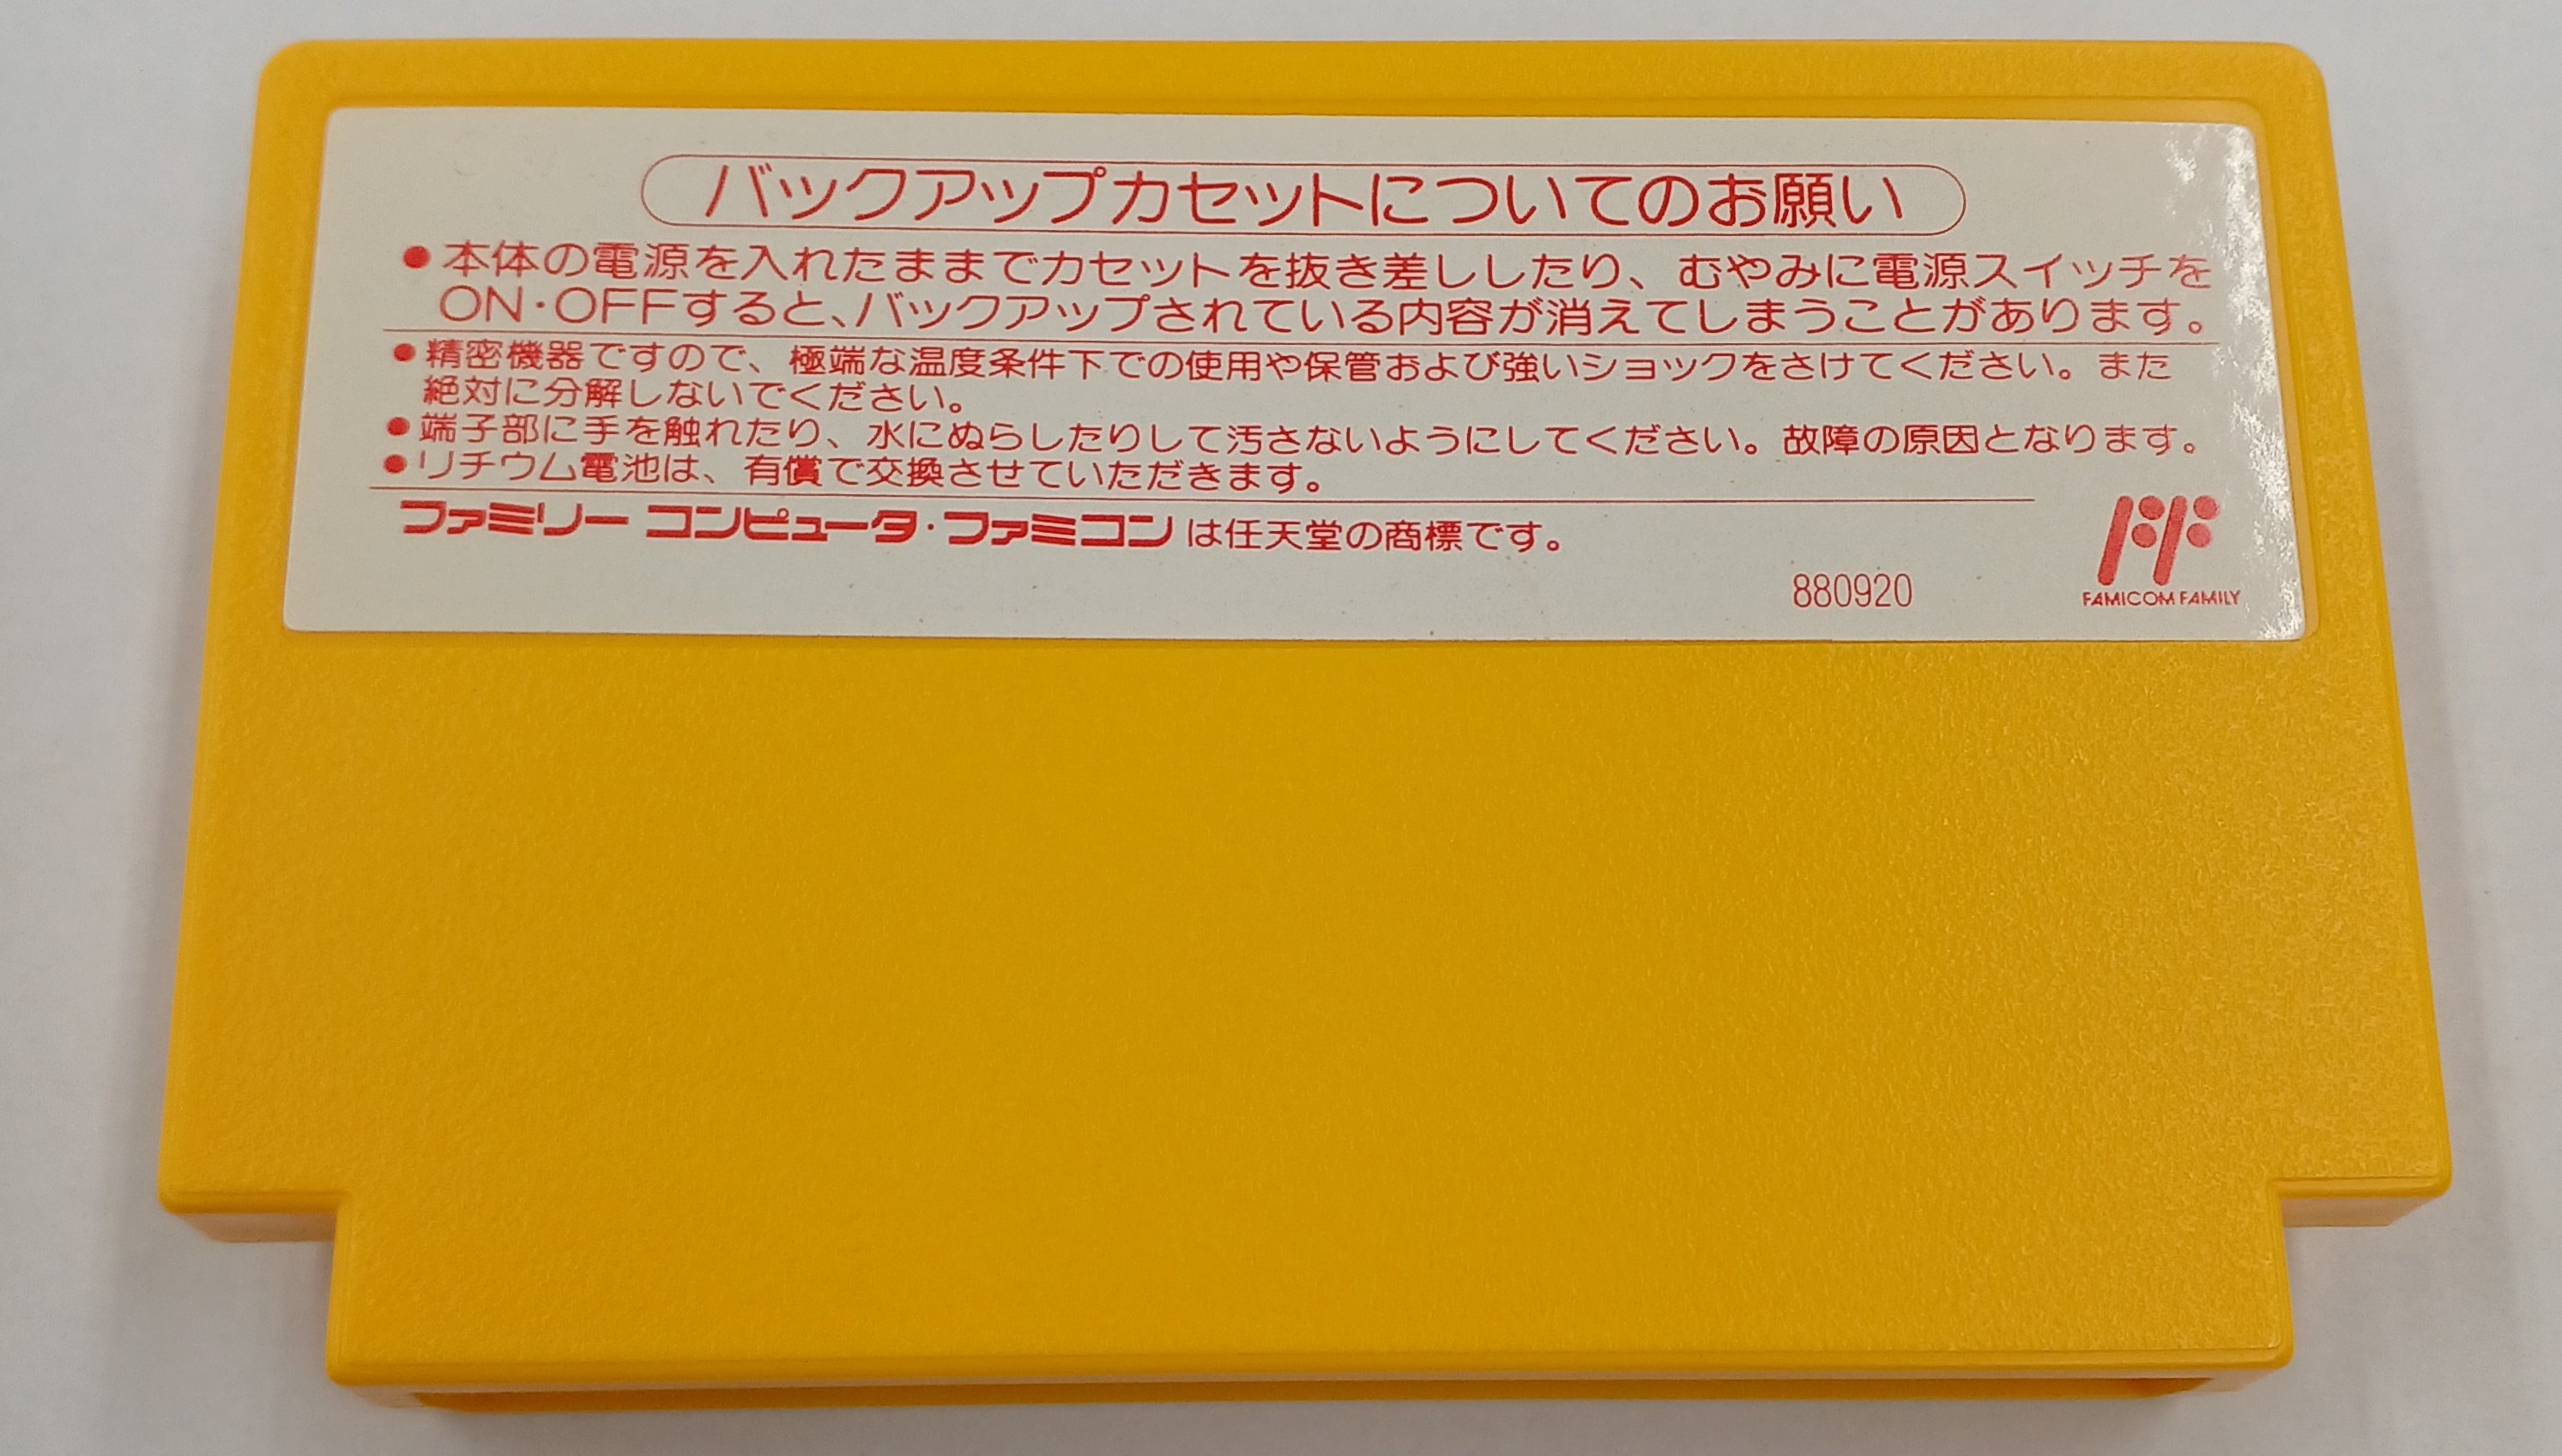 バックアップカセットについてのお願い
●本体の電源を入れたままでカセットを抜き差ししたり、むやみに電源スイッチを
ON・OFFすると、バックアップされている内容が消えてしまうことがあります。
●精密機器ですので、極端な温度条件下での使用や保管および強いショックをさけてください。また
絶対に分解しないでください。
●端子部に手を触れたり、水にぬらしたりして汚さないようにしてください。故障の原因となります。
●リチウム電池は、有償で交換させていただきます。
ファミリー コンピュータ・ファミコンは任天堂の商標です。
880920
FF
FAMICOM FAMILY